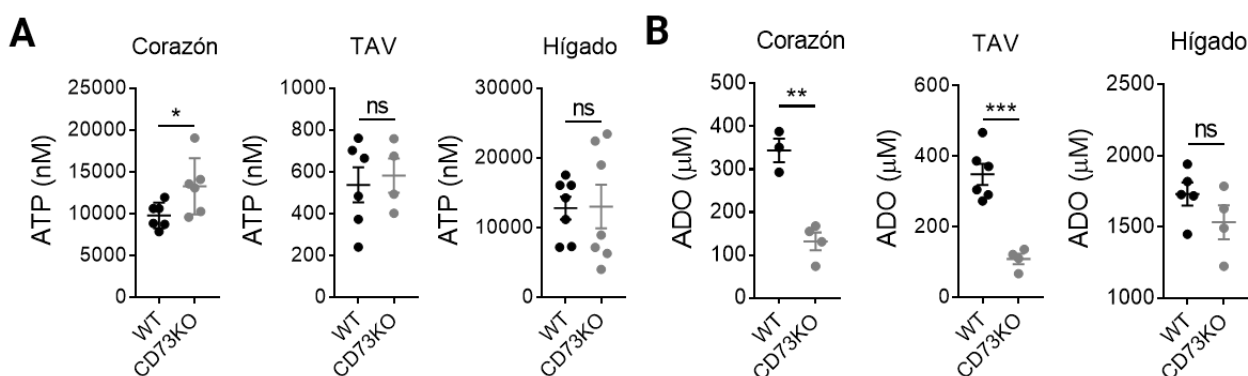 A
Corazón
ATP (nM)
25000
20000
15000
10000
5000
0
*
WT
CD73KO
TAV
ATP (nM)
1000
800
600
400
200
0
ns
WT
CD73KO
Hígado
ATP (nM)
30000
20000
10000
0
ns
WT
CD73KO
B
Corazón
ADO (μM)
500
400
300
200
100
0
**
WT
CD73KO
TAV
ADO (μM)
600
400
200
0
***
WT
CD73KO
Hígado
ADO (μM)
2500
2000
1500
1000
ns
WT
CD73KO